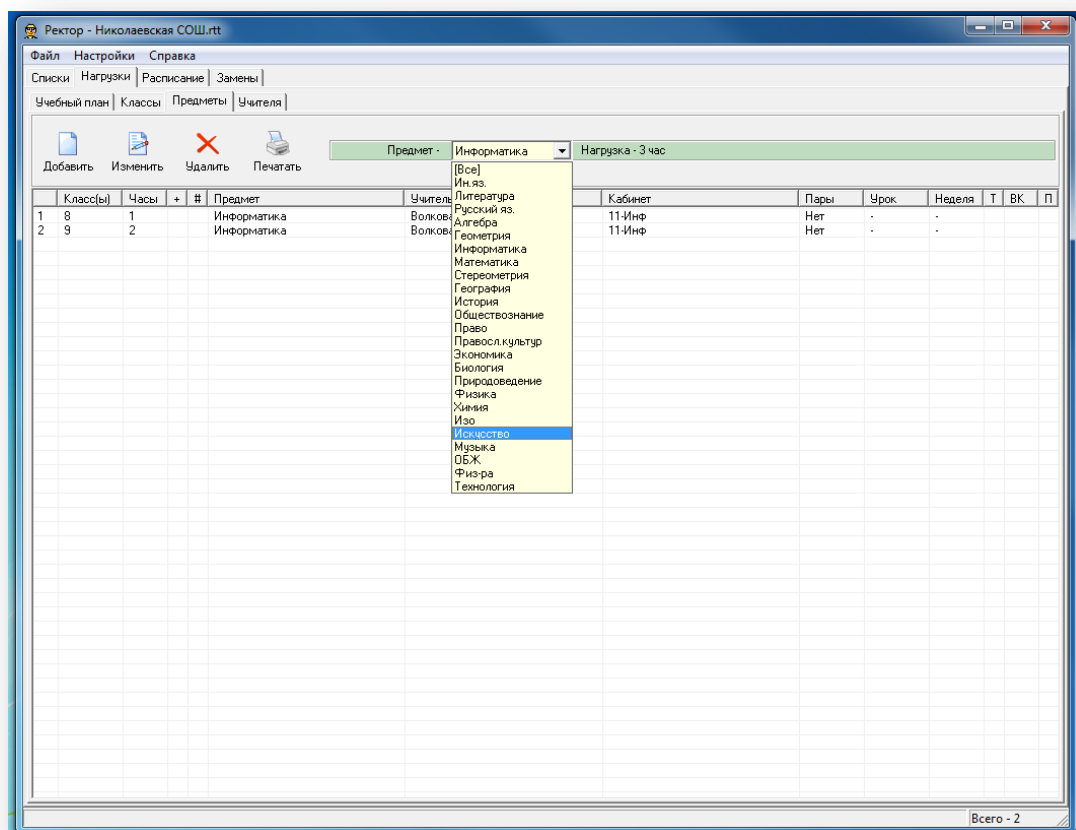 Ректор - Николаевская СОШ.rtt
Файл Настройки Справка
Списки Нагрузки Расписание Замены
Учебный план Классы Предметы Учителя
Добавить Изменить Удалить Печатать
Предмет - Информатика Нагрузка - 3 час
[Все]
Ин.яз.
Литература
Русский яз.
Алгебра
Геометрия
Информатика
Математика
Стереометрия
География
История
Обществознание
Право
Правосл.культур
Экономика
Биология
Природоведение
Физика
Химия
Изо
Искусство
Музыка
ОБЖ
Физ-ра
Технология
Класс(ы) Часы + # Предмет Учитель Кабинет Пары Урок Неделя Т ВК П
1 8 1 Информатика Волкова 11-Инф Нет - -
2 9 2 Информатика Волкова 11-Инф Нет - -
Всего - 2